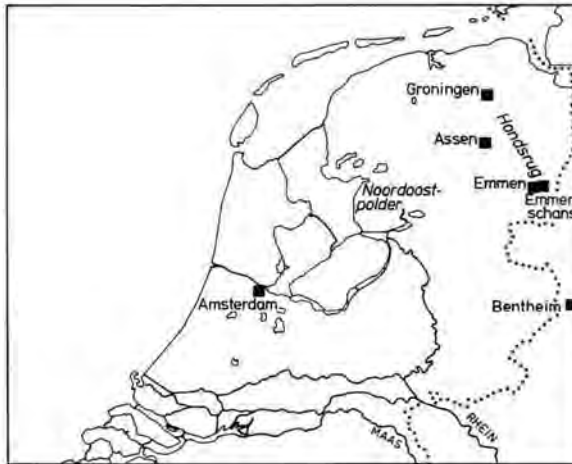 Groningen
Assen
Hondsrug
Emmen
Emmer
schans
Noordoost-
polder
Amsterdam
Bentheim
RHEIN
MAAS